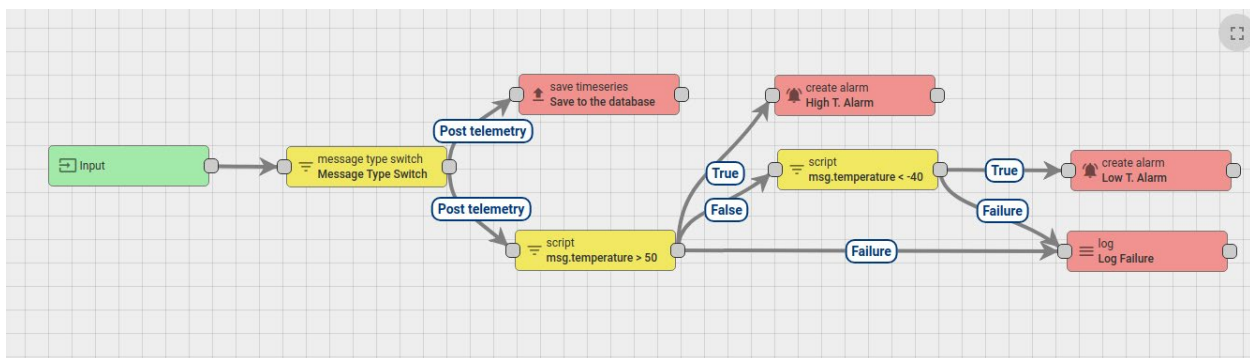 save timeseries
Save to the database
create alarm
High T. Alarm
Post telemetry
Input
message type switch
Message Type Switch
True
script
msg.temperature < -40
True
create alarm
Low T. Alarm
Post telemetry
False
Failure
script
msg.temperature > 50
Failure
log
Log Failure